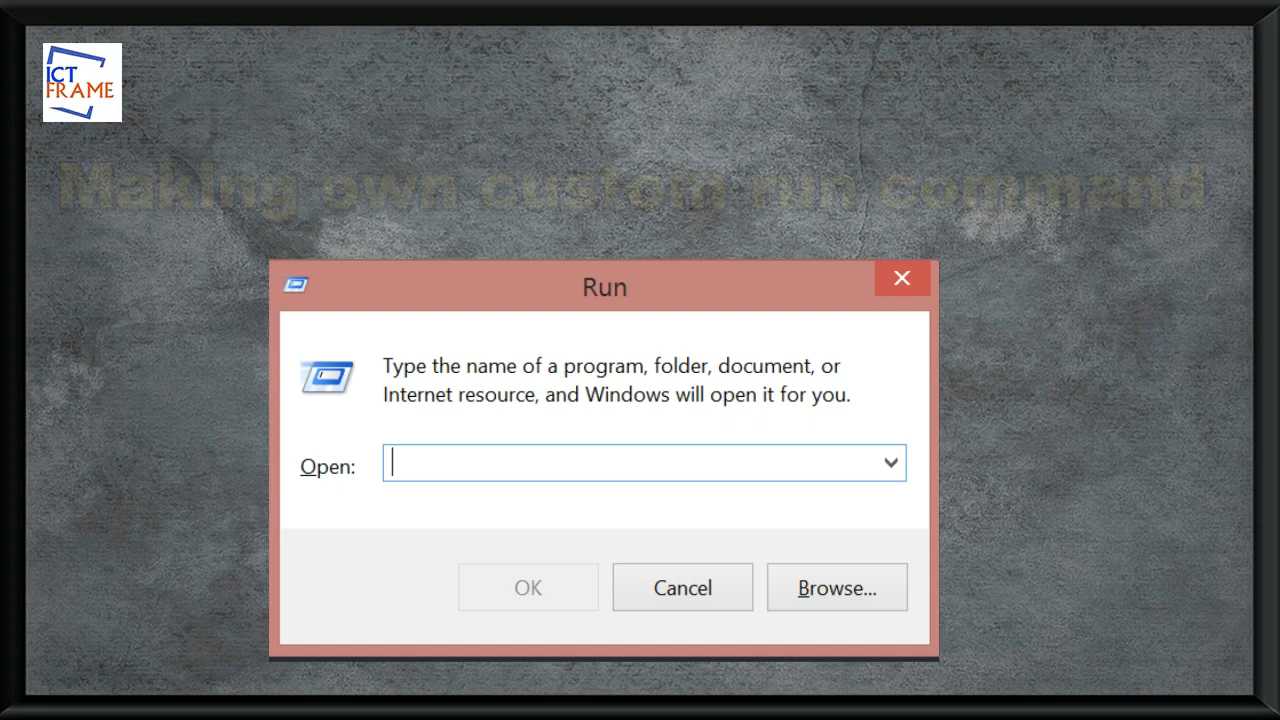 ICT
FRAME
Making own custom run command
Run
Type the name of a program, folder, document, or
Internet resource, and Windows will open it for you.
Open:
OK
Cancel
Browse...